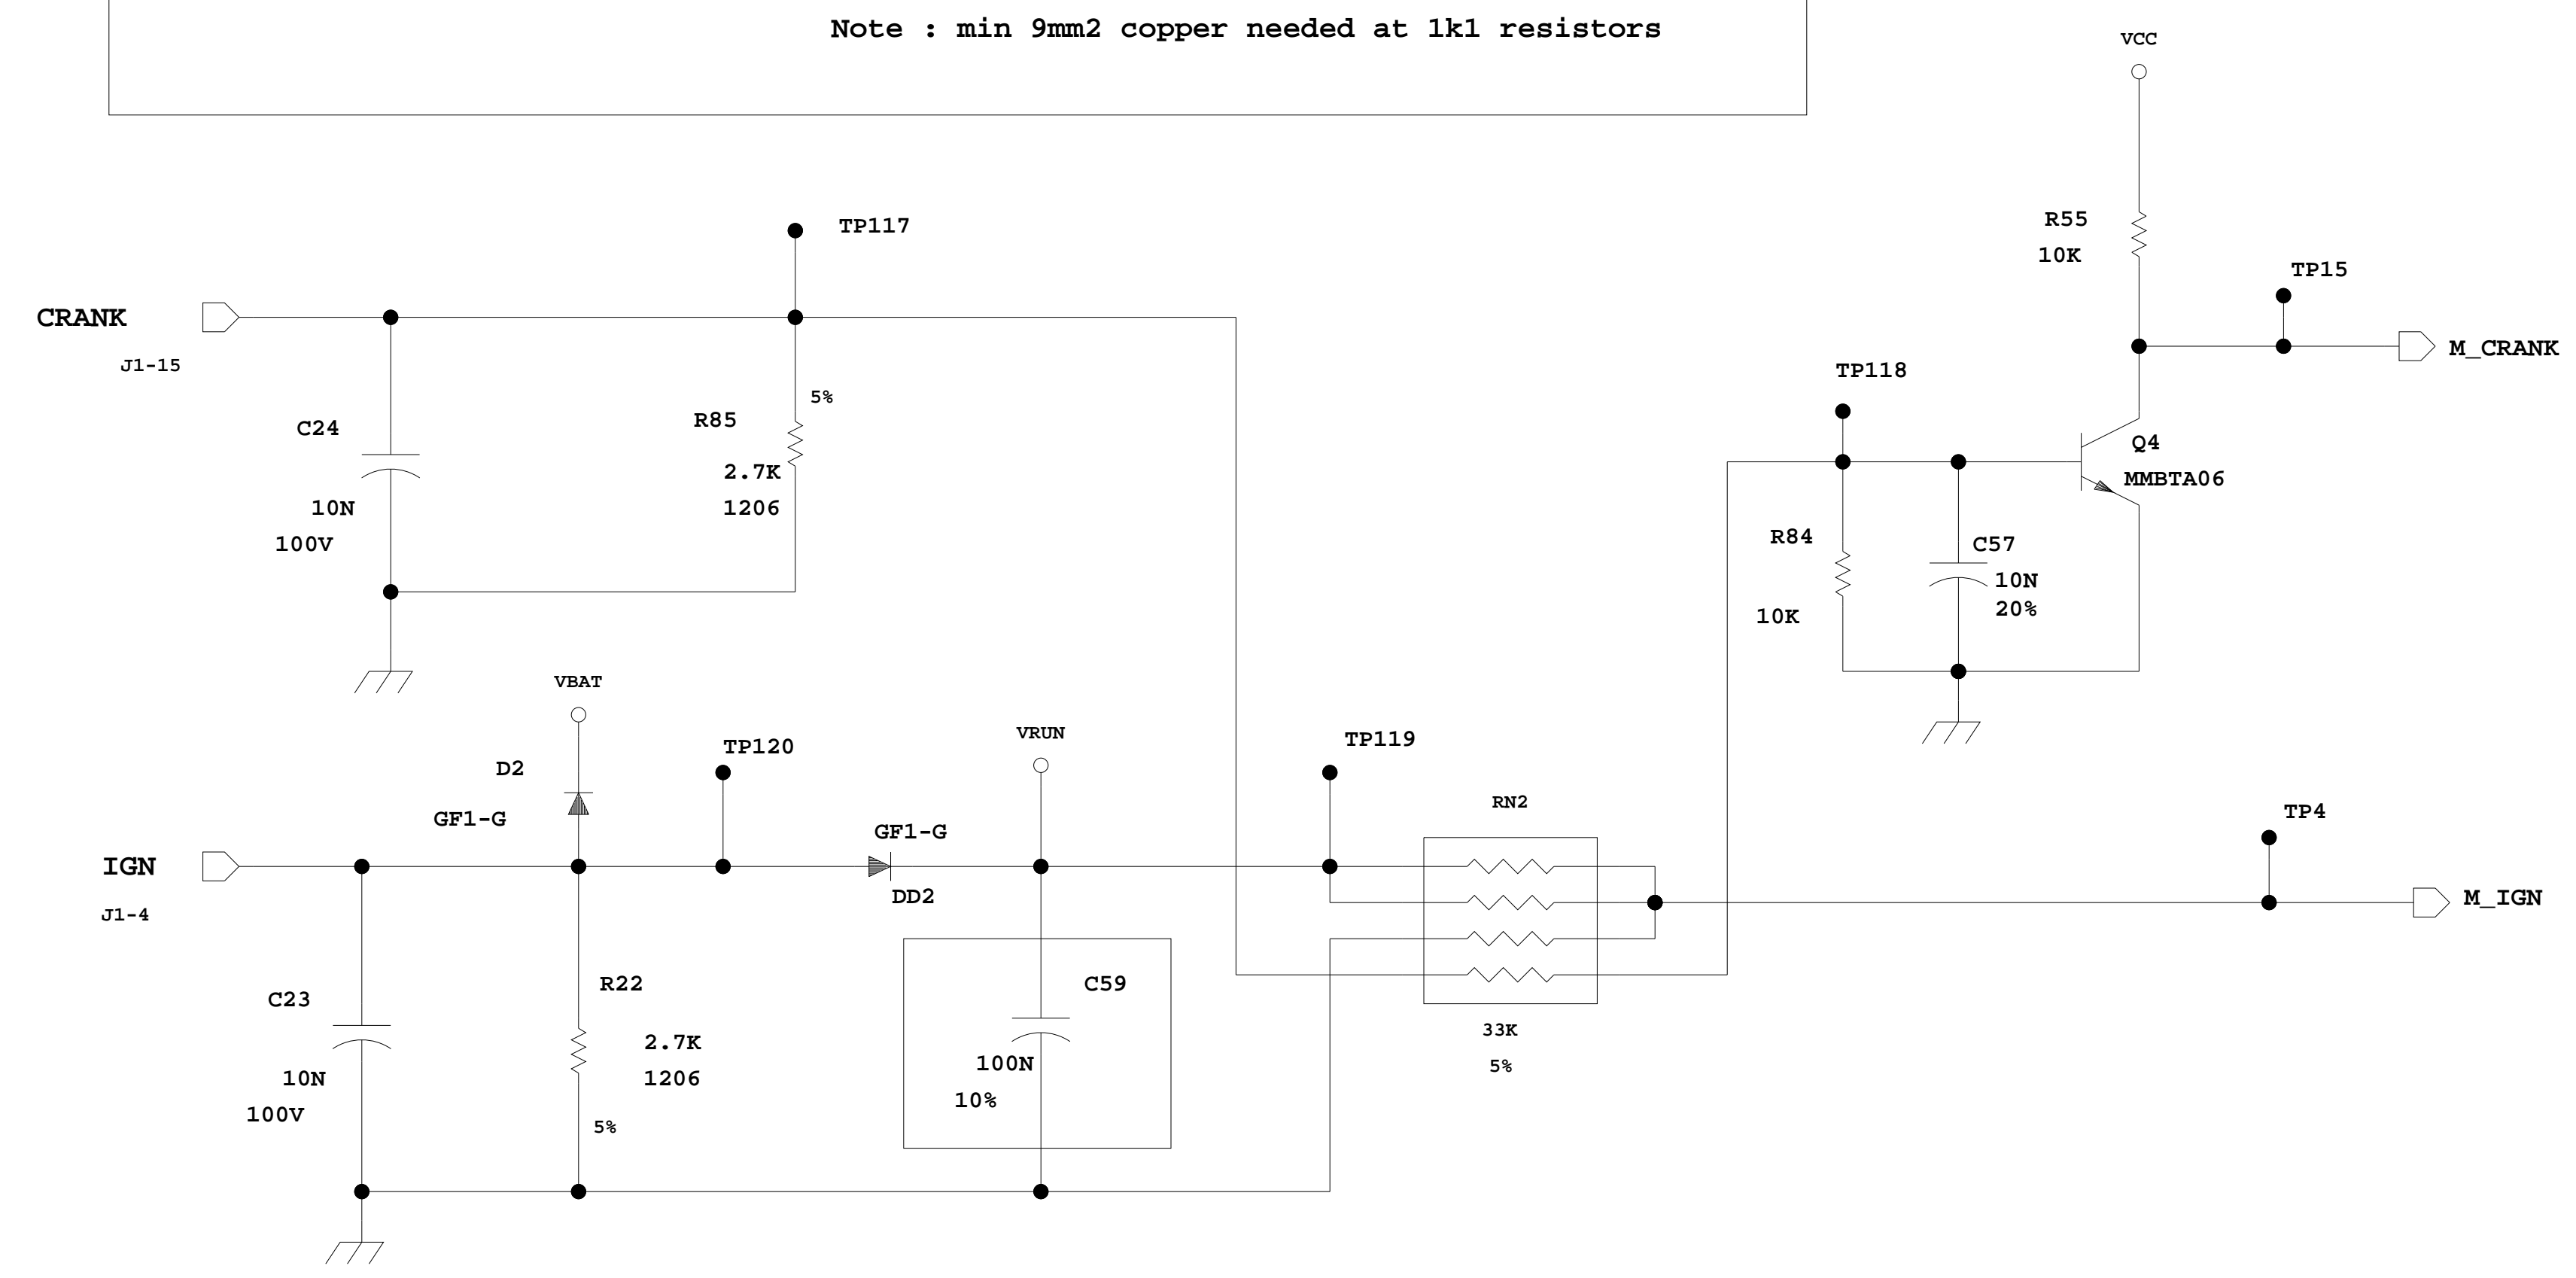 Note : min 9mm2 copper needed at 1k1 resistors
VCC
R55
10K
TP15
M_CRANK
TP117
CRANK
J1-15
C24
10N
100V
5%
R85
2.7K
1206
TP118
Q4
MMBTA06
R84
10K
C57
10N
20%
VBAT
D2
GF1-G
TP120
VRUN
GF1-G
DD2
TP119
RN2
33K
5%
TP4
M_IGN
IGN
J1-4
C23
10N
100V
R22
2.7K
1206
5%
C59
100N
10%